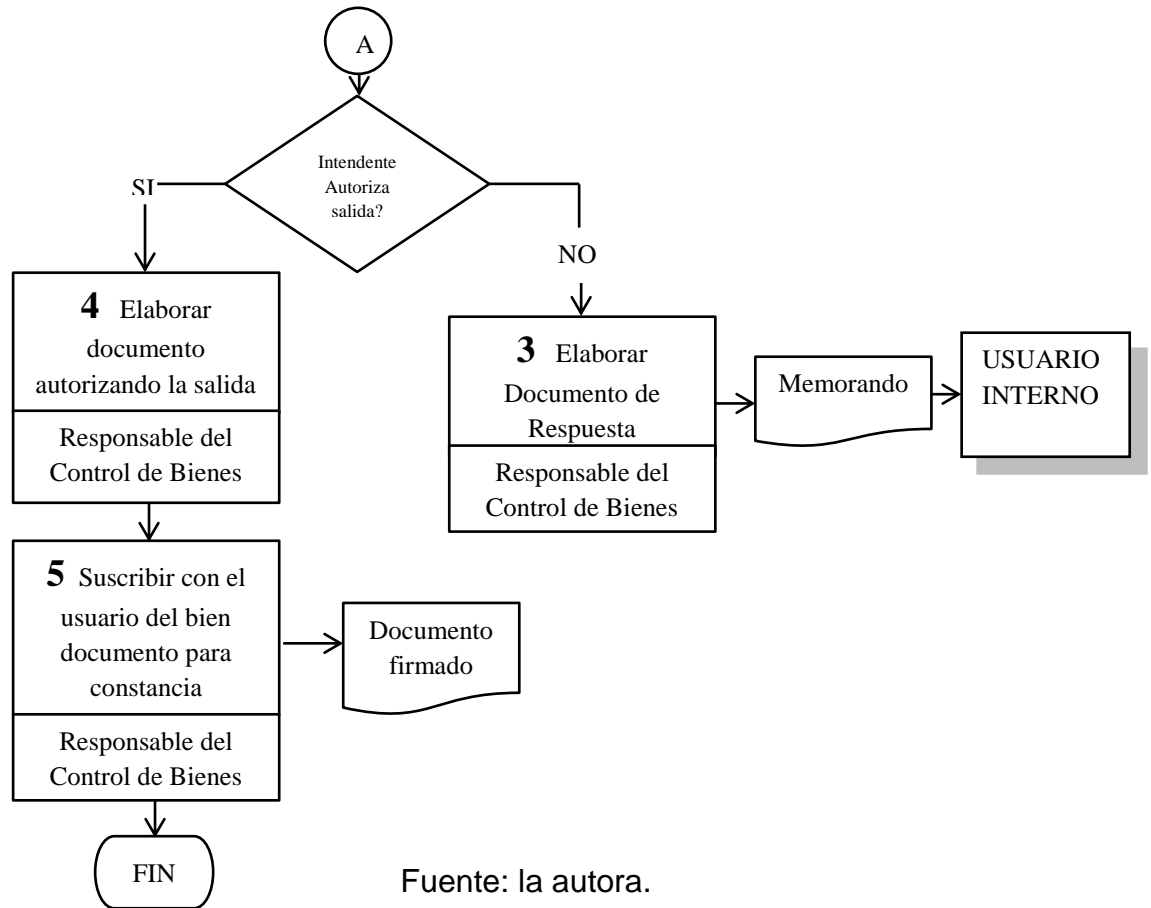 A
Intendente
Autoriza
salida?
SI
NO
4 Elaborar
documento
autorizando la salida
Responsable del
Control de Bienes
3 Elaborar
Documento de
Respuesta
Responsable del
Control de Bienes
Memorando
USUARIO
INTERNO
5 Suscribir con el
usuario del bien
documento para
constancia
Responsable del
Control de Bienes
Documento
firmado
FIN
Fuente: la autora.